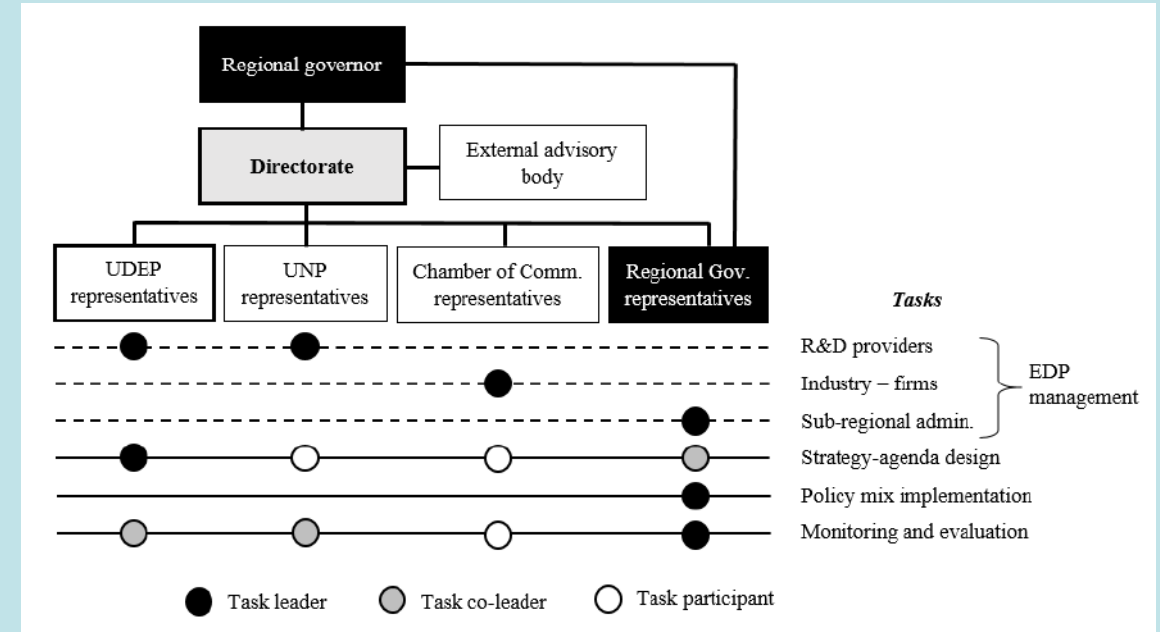 Regional governor
Directorate
External advisory
body
UDEP
representatives
UNP
representatives
Chamber of Comm.
representatives
Regional Gov.
representatives
Tasks
R&D providers
Industry – firms
Sub-regional admin.
EDP
management
Strategy-agenda design
Policy mix implementation
Monitoring and evaluation
Task leader
Task co-leader
Task participant